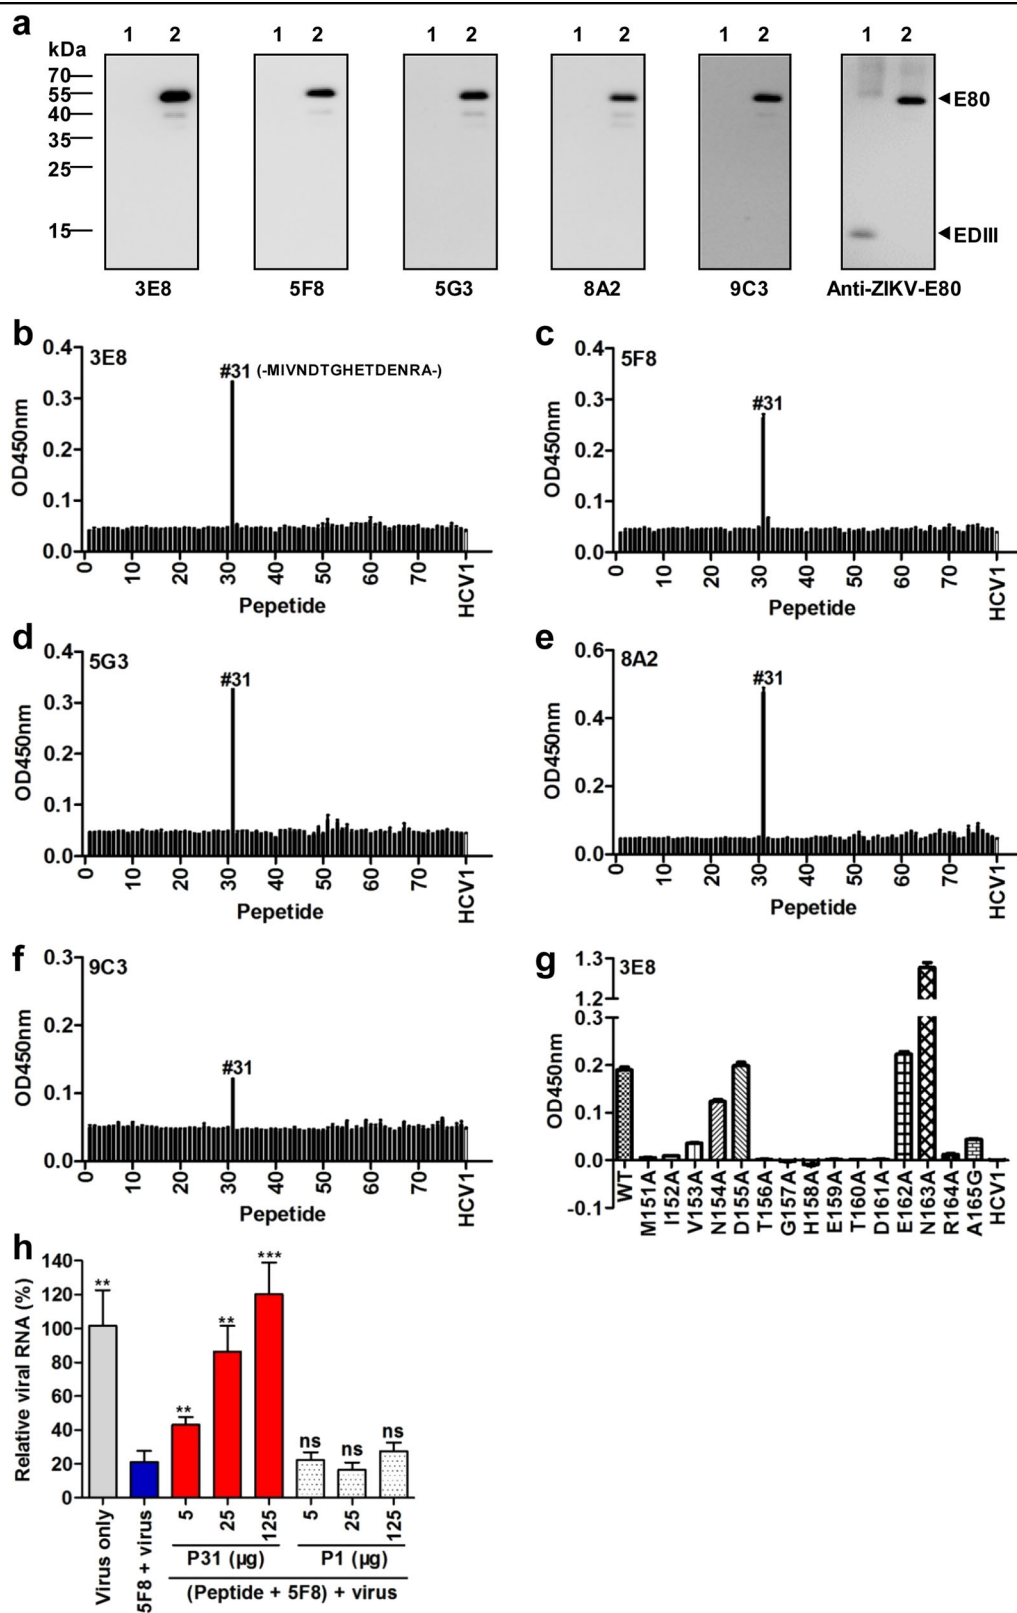 a
1 2 1 2 1 2 1 2 1 2 1 2
kDa
70
55
40
35
25
15
◄E80
◄EDIII
3E8 5F8 5G3 8A2 9C3 Anti-ZIKV-E80
b
3E8
#31 (-MIVNDTGHETDENRA-)
OD450nm
0.4
0.3
0.2
0.1
0.0
0 10 20 30 40 50 60 70 HCV1
Pepetide
c
5F8
#31
OD450nm
0.4
0.3
0.2
0.1
0.0
0 10 20 30 40 50 60 70 HCV1
Pepetide
d
5G3
#31
OD450nm
0.4
0.3
0.2
0.1
0.0
0 10 20 30 40 50 60 70 HCV1
Pepetide
e
8A2
#31
OD450nm
0.6
0.4
0.2
0.0
0 10 20 30 40 50 60 70 HCV1
Pepetide
f
9C3
#31
OD450nm
0.3
0.2
0.1
0.0
0 10 20 30 40 50 60 70 HCV1
Pepetide
g
3E8
OD450nm
1.3
1.2
0.3
0.2
0.1
0.0
-0.1
WT M151A I152A V153A N154A D155A T156A G157A H158A E159A T160A D161A E162A N163A R164A A165G HCV1
h
Relative viral RNA (%)
140
120
100
80
60
40
20
0
** ** ** *** ns ns ns
Virus only 5F8 + virus 5 25 125 5 25 125
P31 (μg) P1 (μg)
(Peptide + 5F8) + virus